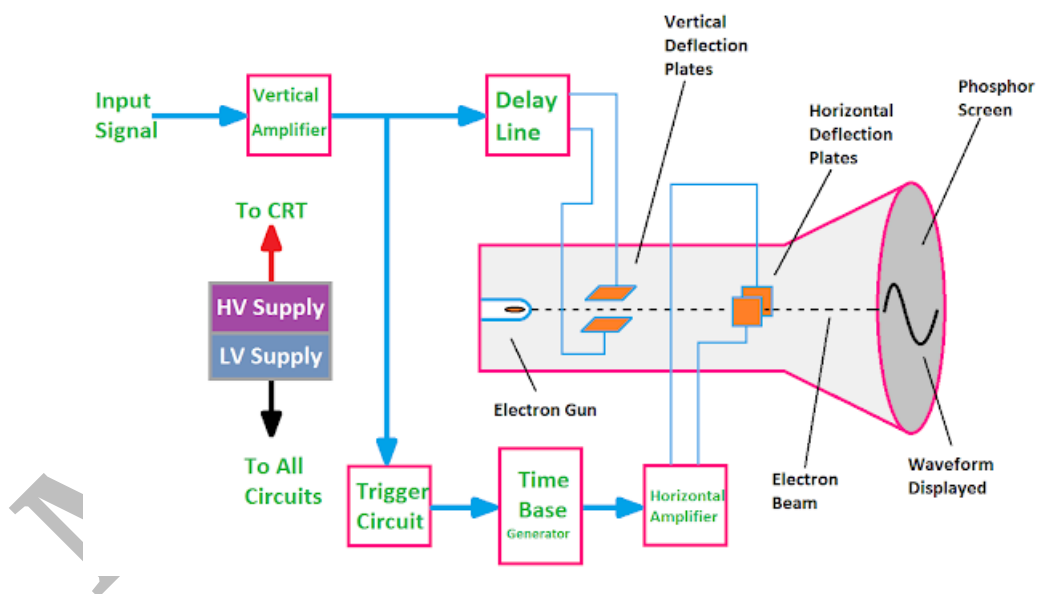 Vertical
Deflection
Plates
Input
Signal
Vertical
Amplifier
Delay
Line
Horizontal
Deflection
Plates
Phosphor
Screen
To CRT
HV Supply
LV Supply
Electron Gun
To All
Circuits
Trigger
Circuit
Time
Base
Generator
Horizontal
Amplifier
Electron
Beam
Waveform
Displayed